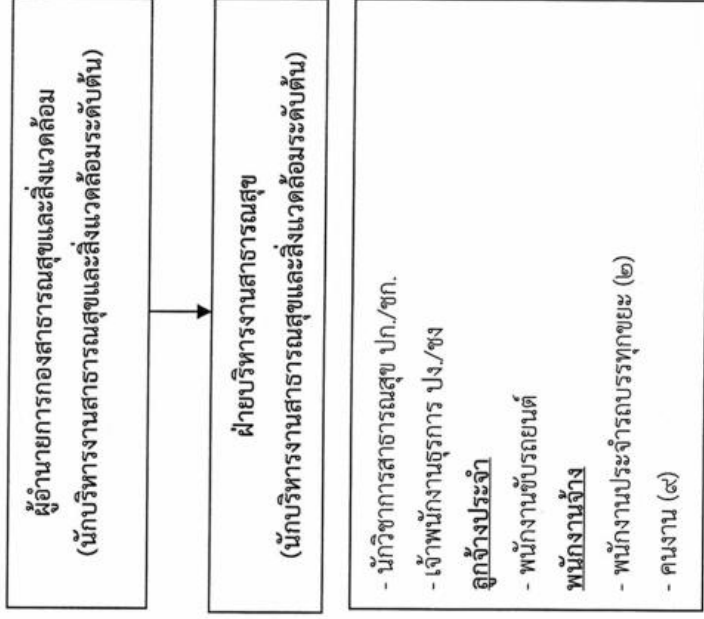 ผู้อำนายการกองสาธารณสุขและสิ่งแวดล้อม
(นักบริหารงานสาธารณสุขและสิ่งแวดล้อมระดับต้น)
ฝ่ายบริหารงานสาธารณสุข
(นักบริหารงานสาธารณสุขและสิ่งแวดล้อมระดับต้น)
- นักวิชาการสาธารณสุข ปก./ชก.
- เจ้าพนักงานธุรการ ปง./ชง
ลูกจ้างประจำ
- พนักงานขับรถยนต์
พนักงานจ้าง
- พนักงานประจำรถบรรทุกขยะ (๒)
- คนงาน (๙)